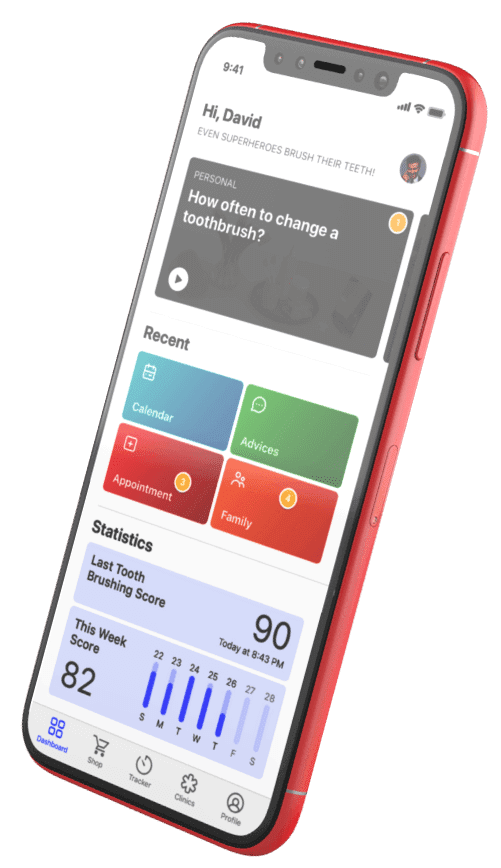 9:41
Hi, David
EVEN SUPERHEROES BRUSH THEIR TEETH!
PERSONAL
How often to change a
toothbrush?
1
Recent
Calendar
Advices
Appointment
3
Family
4
Statistics
Last Tooth
Brushing Score
90
Today at 8:43 PM
This Week
Score
82
22 23 24 25 26 27 28
S M T W T F S
Dashboard
Shop
Tracker
Clinics
Profile